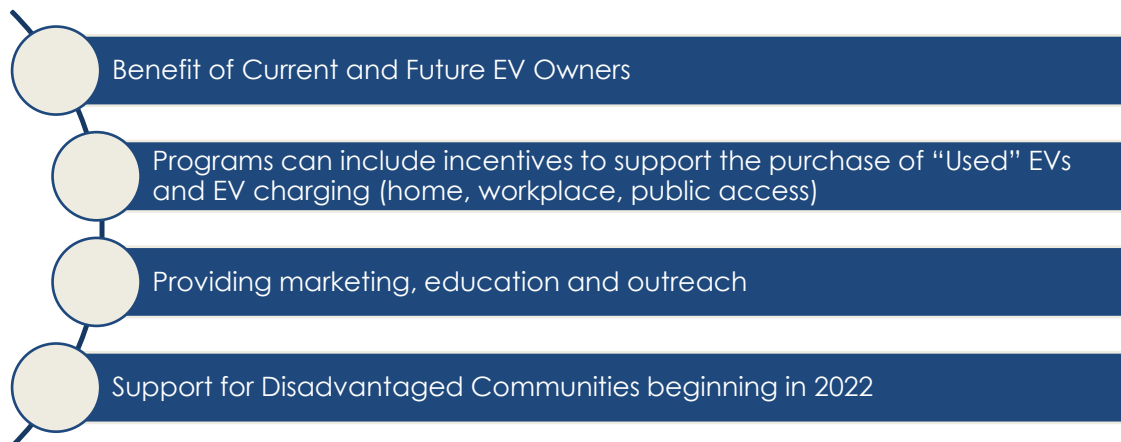 Benefit of Current and Future EV Owners
Programs can include incentives to support the purchase of “Used” EVs
and EV charging (home, workplace, public access)
Providing marketing, education and outreach
Support for Disadvantaged Communities beginning in 2022